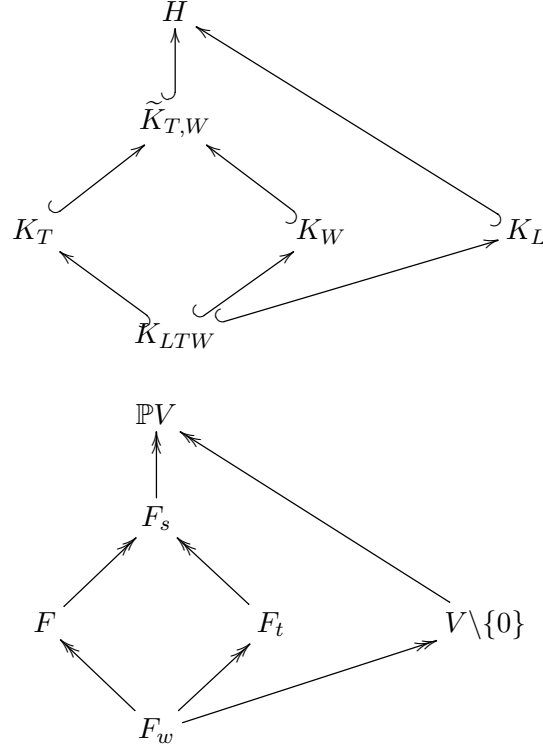 H
K̃_{T,W}
K_T K_W K_L
K_{LTW}
ℙV
F_s
F F_t V\{0}
F_w